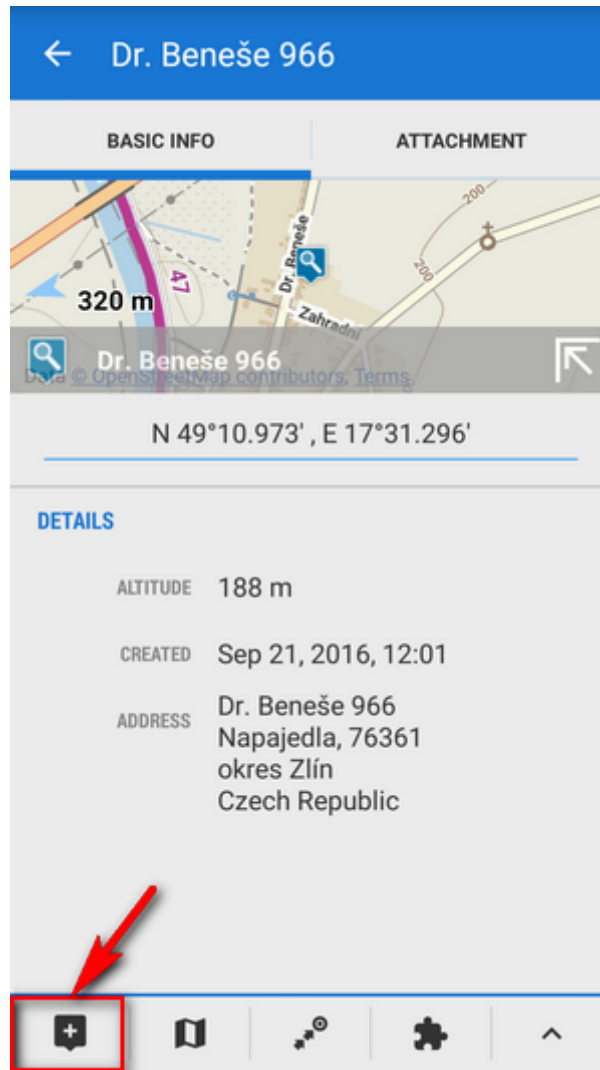 Dr. Beneše 966
BASIC INFO
ATTACHMENT
200
Dr. Beneše
200
A7
320 m
Zahradní
Dr. Beneše 966
Data © OpenStreetMap contributors, Terms
N 49°10.973' , E 17°31.296'
DETAILS
ALTITUDE 188 m
CREATED Sep 21, 2016, 12:01
ADDRESS Dr. Beneše 966
Napajedla, 76361
okres Zlín
Czech Republic